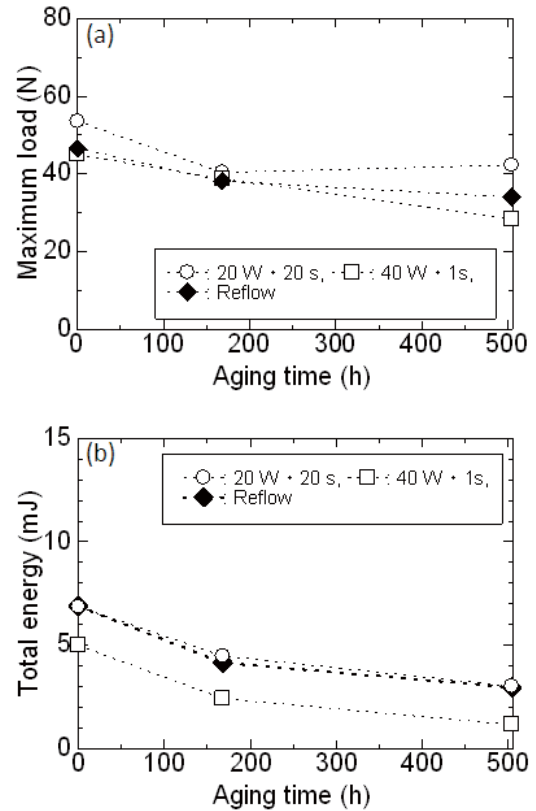 (a)
80
60
40
20
0
Maximum load (N)
: 20 W・20 s, : 40 W・1s,
: Reflow
0 100 200 300 400 500
Aging time (h)
(b)
15
10
5
0
Total energy (mJ)
: 20 W・20 s, : 40 W・1s,
: Reflow
0 100 200 300 400 500
Aging time (h)